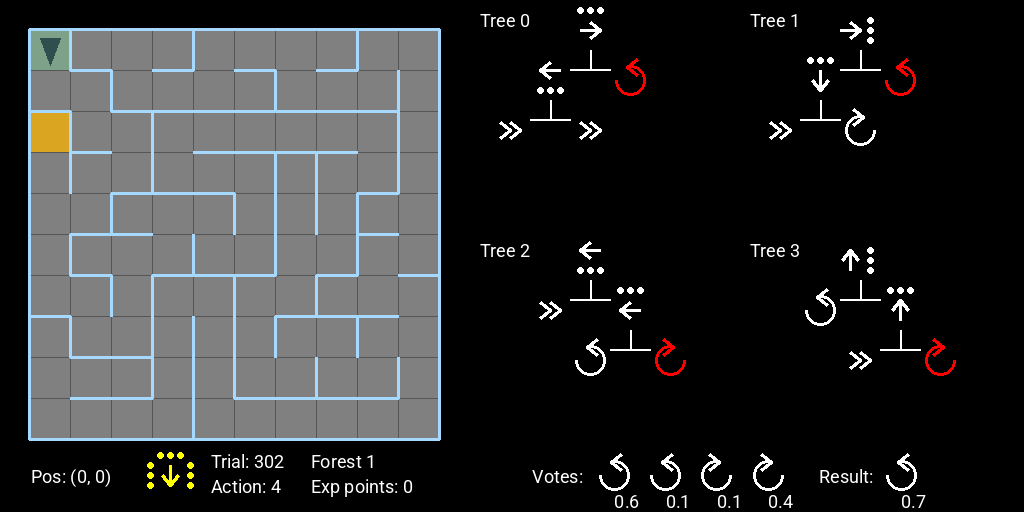 Tree 0
Tree 1
Tree 2
Tree 3
Pos: (0, 0)
Trial: 302
Forest 1
Action: 4
Exp points: 0
Votes:
0.6
0.1
0.1
0.4
Result:
0.7